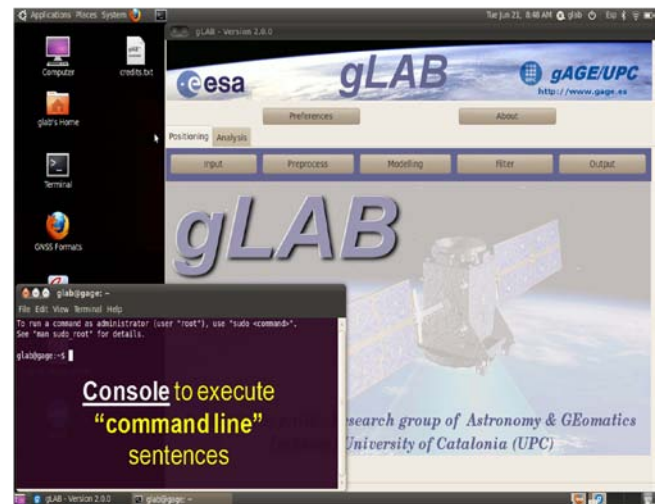 Applications Places System
Tue Jun 21, 8:48 AM glab Esp
gLAB - Version 2.0.0
Computer
credits.txt
esa
gLAB
gAGE/UPC
http://www.gage.es
glab's Home
Preferences
About
Positioning Analysis
Input
Preprocess
Modelling
Filter
Output
Terminal
gLAB
GNSS Formats
glab@gage: ~
File Edit View Terminal Help
To run a command as administrator (user "root"), use "sudo <command>".
See "man sudo_root" for details.
glab@gage:~$
Console to execute
“command line”
sentences
research group of Astronomy & GEomatics
University of Catalonia (UPC)
gLAB - Version 2.0.0
glab@gage: ~